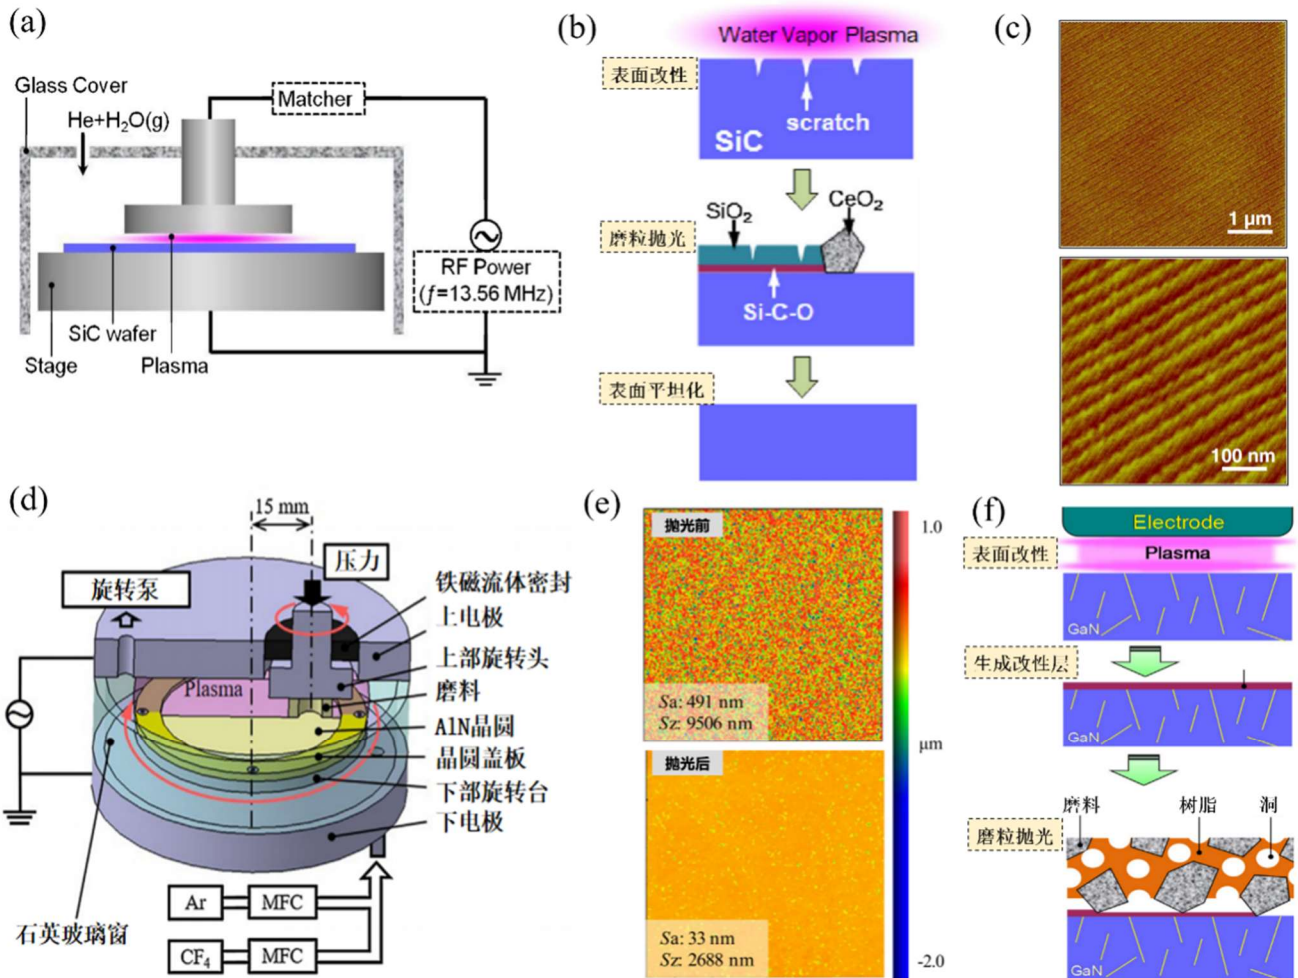 (a)
Glass Cover
He+H₂O(g)
Matcher
RF Power
(f=13.56 MHz)
SiC wafer
Stage
Plasma
(b)
Water Vapor Plasma
表面改性
scratch
SiC
SiO₂
CeO₂
磨粒抛光
Si-C-O
表面平坦化
(c)
1 μm
100 nm
(d)
15 mm
压力
旋转泵
铁磁流体密封
上电极
上部旋转头
Plasma
磨料
AlN晶圆
晶圆盖板
下部旋转台
下电极
石英玻璃窗
Ar
MFC
CF₄
MFC
(e)
抛光前
Sa: 491 nm
Sz: 9506 nm
抛光后
Sa: 33 nm
Sz: 2688 nm
1.0
μm
-2.0
(f)
Electrode
表面改性
Plasma
GaN
生成改性层
GaN
磨料
树脂
洞
磨粒抛光
GaN